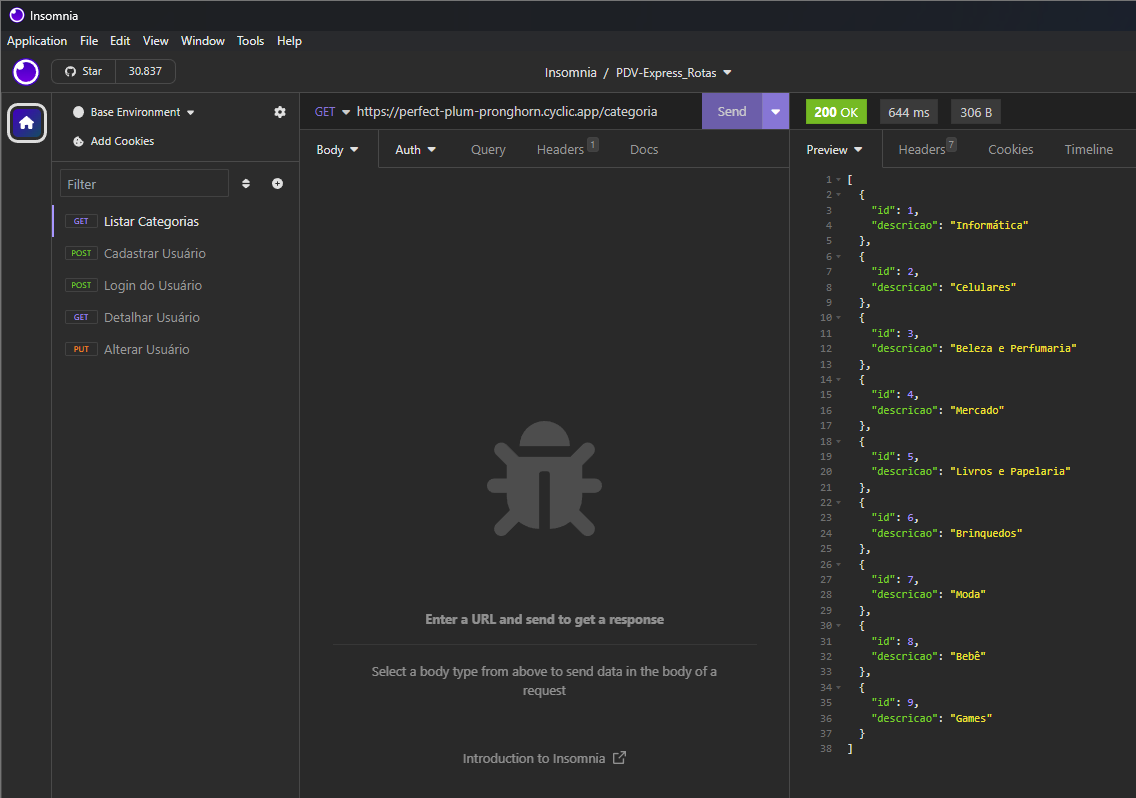 Insomnia
Application File Edit View Window Tools Help
Star 30.837
Insomnia / PDV-Express_Rotas
Base Environment
Add Cookies
Filter
GET Listar Categorias
POST Cadastrar Usuário
POST Login do Usuário
GET Detalhar Usuário
PUT Alterar Usuário
GET https://perfect-plum-pronghorn.cyclic.app/categoria Send
Body Auth Query Headers 1 Docs
Enter a URL and send to get a response
Select a body type from above to send data in the body of a
request
Introduction to Insomnia
200 OK 644 ms 306 B
Preview Headers 7 Cookies Timeline
1 [
2 {
3 "id": 1,
4 "descricao": "Informática"
5 },
6 {
7 "id": 2,
8 "descricao": "Celulares"
9 },
10 {
11 "id": 3,
12 "descricao": "Beleza e Perfumaria"
13 },
14 {
15 "id": 4,
16 "descricao": "Mercado"
17 },
18 {
19 "id": 5,
20 "descricao": "Livros e Papelaria"
21 },
22 {
23 "id": 6,
24 "descricao": "Brinquedos"
25 },
26 {
27 "id": 7,
28 "descricao": "Moda"
29 },
30 {
31 "id": 8,
32 "descricao": "Bebê"
33 },
34 {
35 "id": 9,
36 "descricao": "Games"
37 }
38 ]